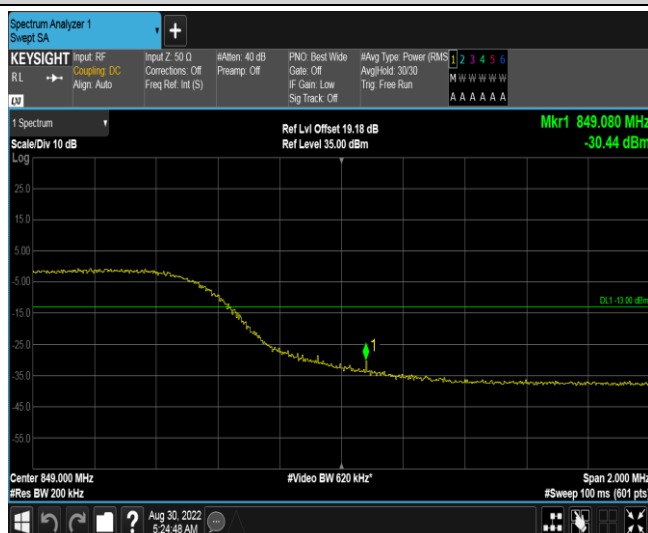 Spectrum Analyzer 1
Swept SA
+
KEYSIGHT
RL
Input: RF
Coupling: DC
Align: Auto
Input Z: 50 Ω
Corrections: Off
Freq Ref: Int (S)
#Atten: 40 dB
Preamp: Off
PNO: Best Wide
Gate: Off
IF Gain: Low
Sig Track: Off
#Avg Type: Power (RMS
Avg|Hold: 30/30
Trig: Free Run
1 2 3 4 5 6
M W W W W W
A A A A A A
LXI
1 Spectrum
Scale/Div 10 dB
Log
Ref Lvl Offset 19.18 dB
Ref Level 35.00 dBm
Mkr1 849.080 MHz
-30.44 dBm
25.0
15.0
5.00
-5.00
-15.0
-25.0
-35.0
-45.0
-55.0
DL1 -13.00 dBm
1
Center 849.000 MHz
#Res BW 200 kHz
#Video BW 620 kHz*
Span 2.000 MHz
#Sweep 100 ms (601 pts)
?
Aug 30, 2022
5:24:48 AM